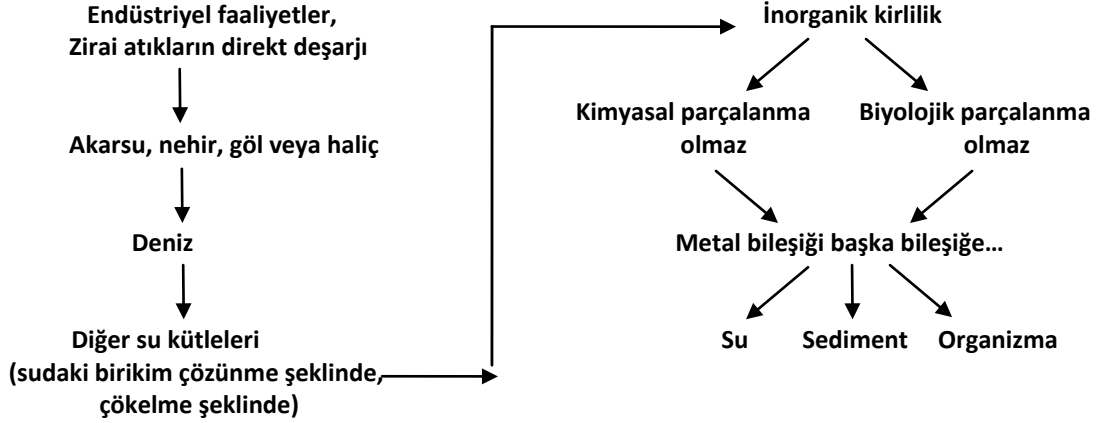 Endüstriyel faaliyetler,
Zirai atıkların direkt deşarjı
Akarsu, nehir, göl veya haliç
Deniz
Diğer su kütleleri
(sudaki birikim çözünme şeklinde,
çökelme şeklinde)
İnorganik kirlilik
Kimyasal parçalanma
olmaz
Biyolojik parçalanma
olmaz
Metal bileşiği başka bileşiğe…
Su
Sediment
Organizma